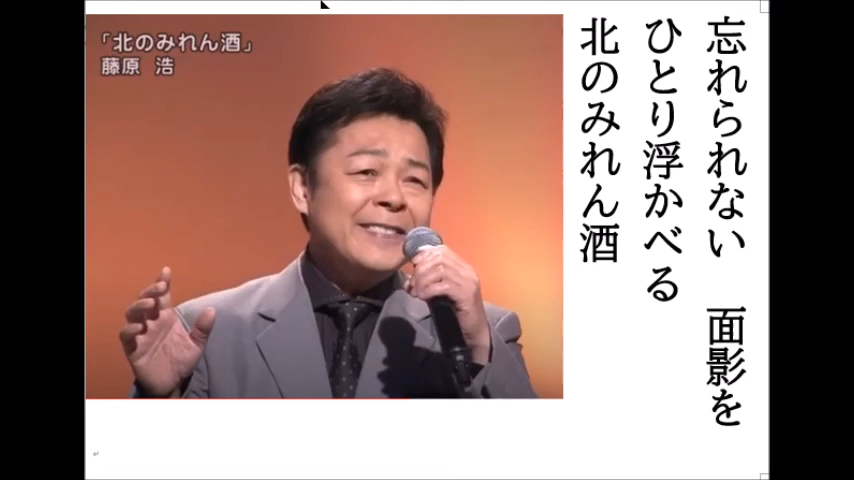 「北のみれん酒」
藤原 浩
忘れられない 面影を
ひとり浮かべる
北のみれん酒